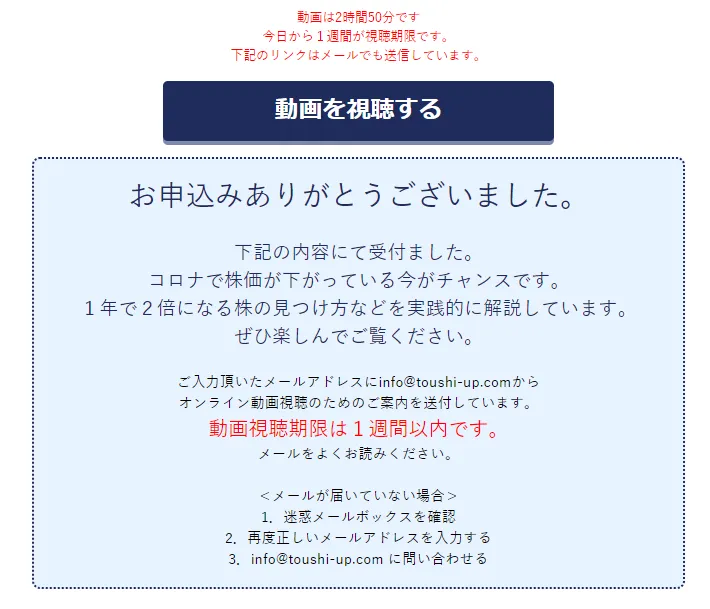 動画は2時間50分です
今日から１週間が視聴期限です。
下記のリンクはメールでも送信しています。
動画を視聴する
お申込みありがとうございました。
下記の内容にて受付ました。
コロナで株価が下がっている今がチャンスです。
１年で２倍になる株の見つけ方などを実践的に解説しています。
ぜひ楽しんでご覧ください。
ご入力頂いたメールアドレスにinfo@toushi-up.comから
オンライン動画視聴のためのご案内を送付しています。
動画視聴期限は１週間以内です。
メールをよくお読みください。
＜メールが届いていない場合＞
1．迷惑メールボックスを確認
2．再度正しいメールアドレスを入力する
3．info@toushi-up.com に問い合わせる